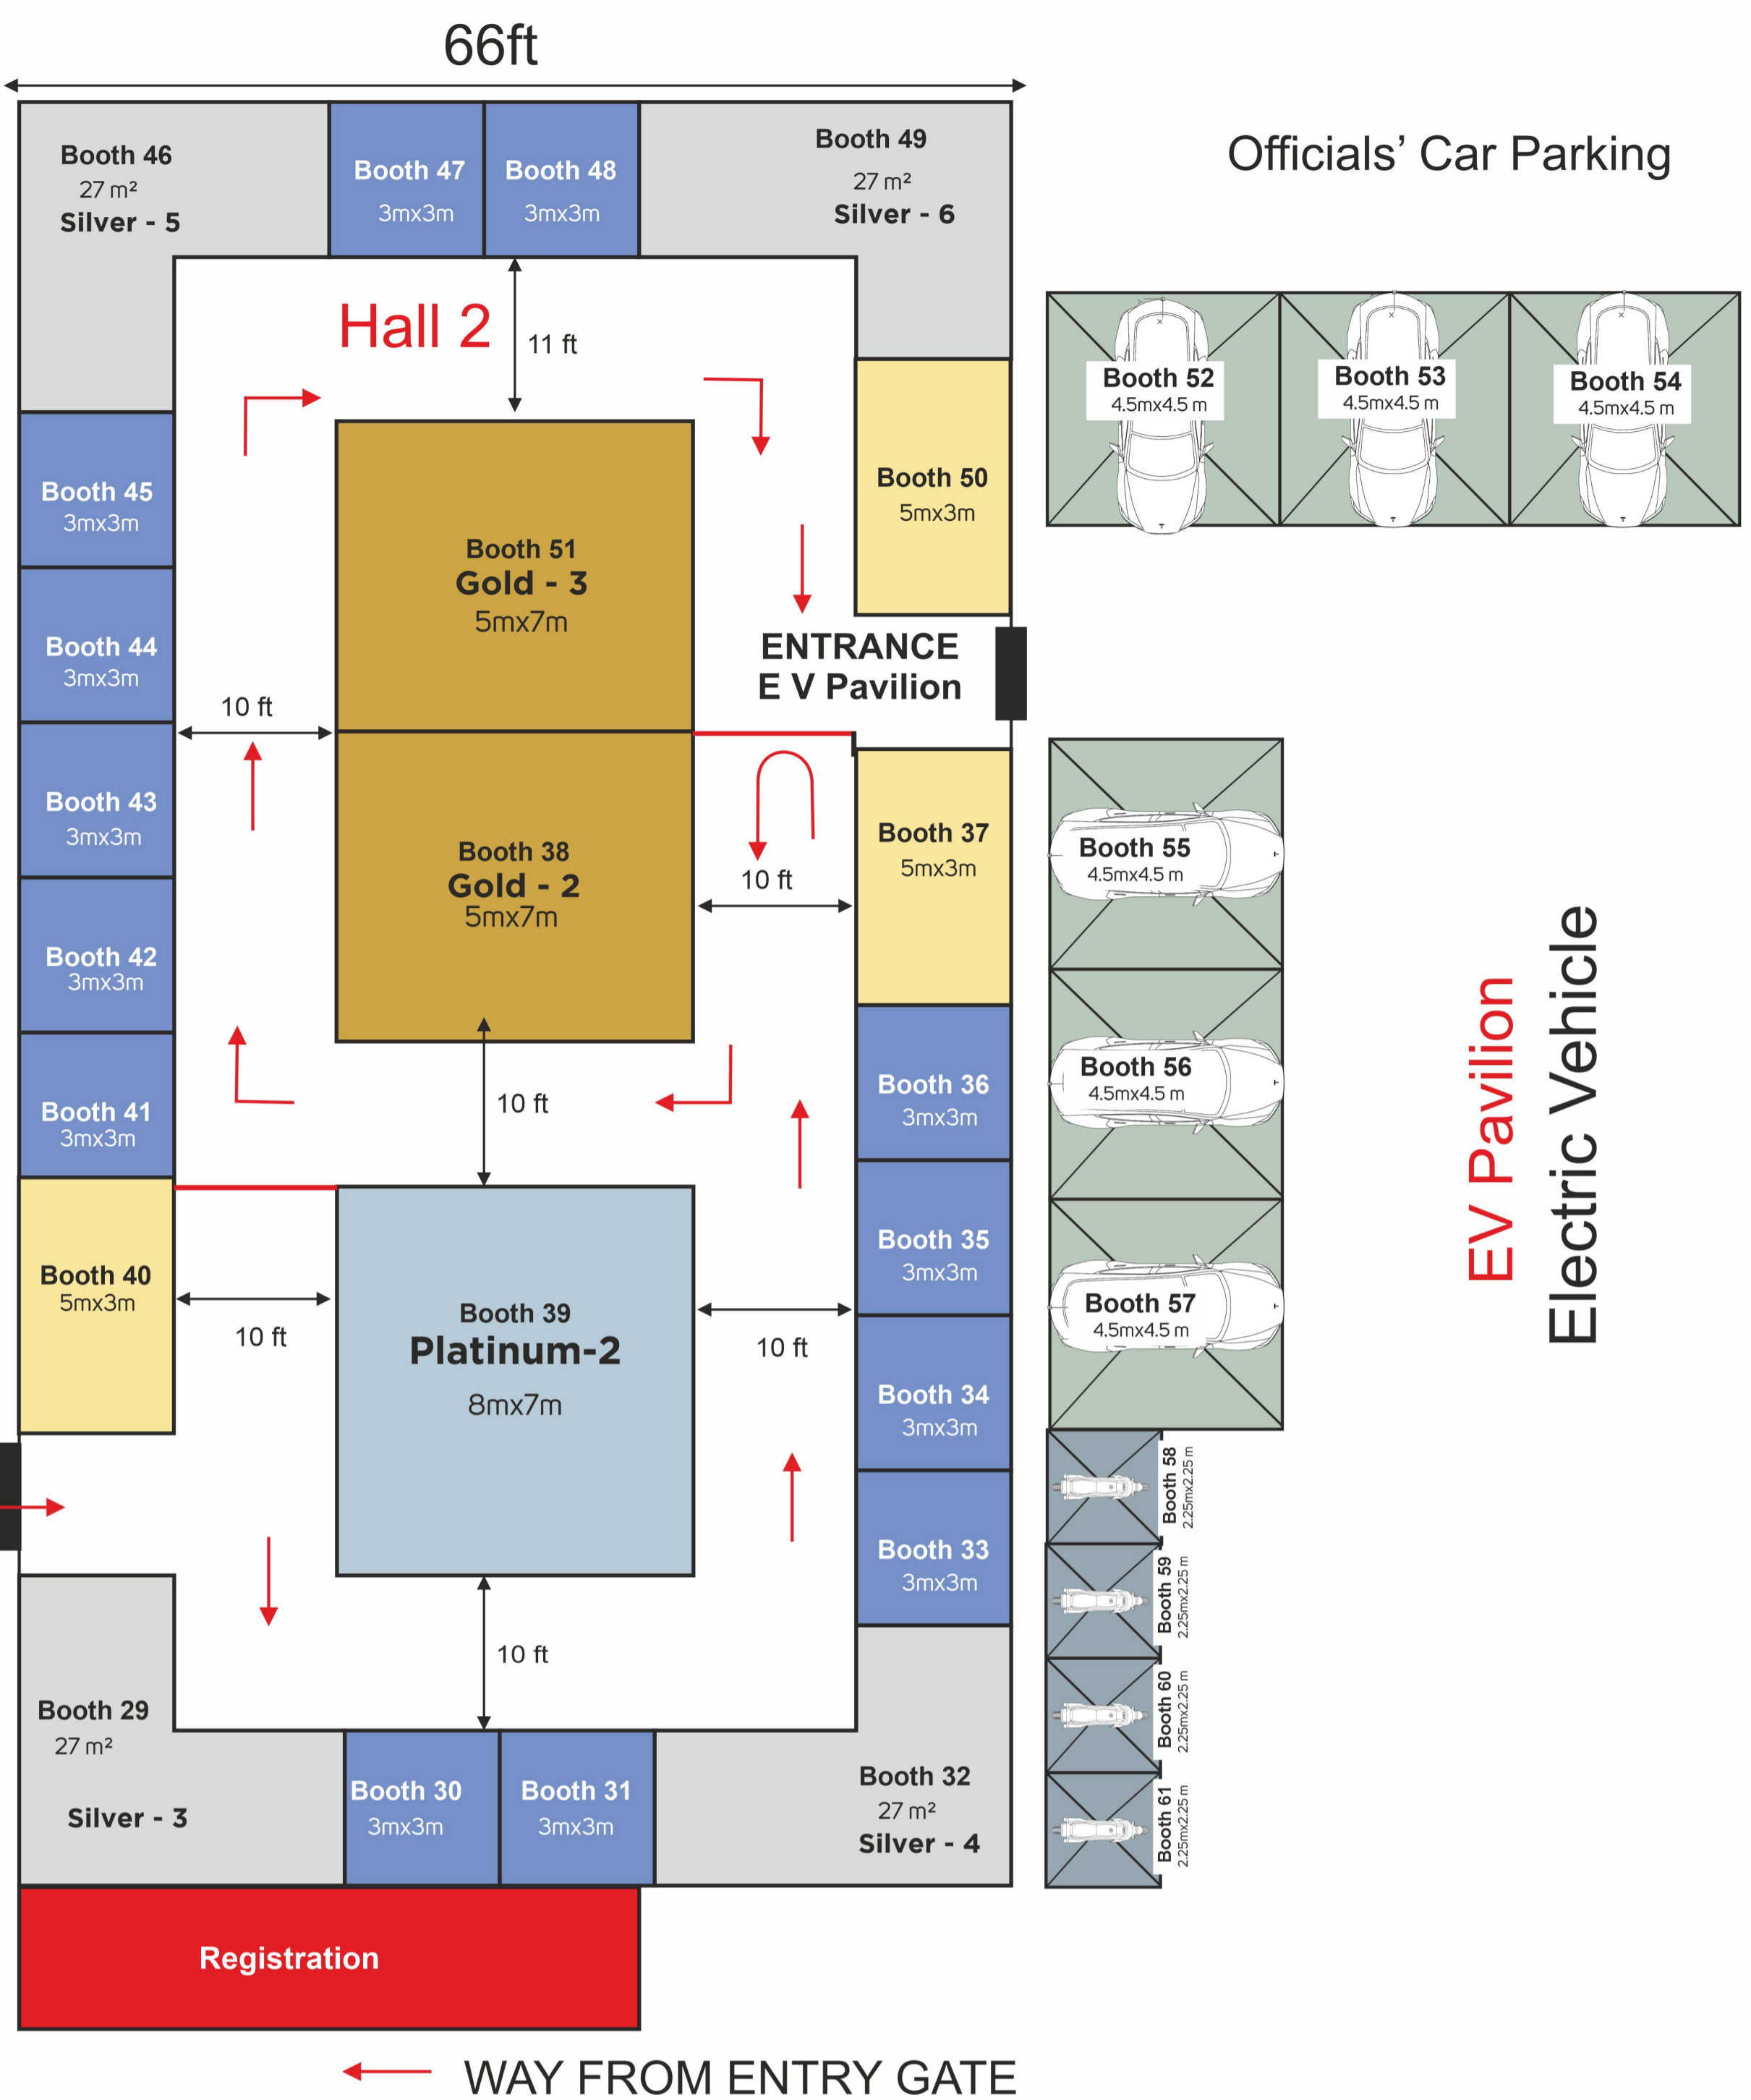 66ft
Officials’ Car Parking
Booth 46
27 m²
Silver - 5
Booth 47
3mx3m
Booth 48
3mx3m
Booth 49
27 m²
Silver - 6
Hall 2
11 ft
Booth 52
4.5mx4.5 m
Booth 53
4.5mx4.5 m
Booth 54
4.5mx4.5 m
Booth 45
3mx3m
Booth 50
5mx3m
Booth 51
Gold - 3
5mx7m
Booth 44
3mx3m
ENTRANCE
E V Pavilion
10 ft
Booth 43
3mx3m
Booth 38
Gold - 2
5mx7m
10 ft
Booth 37
5mx3m
Booth 55
4.5mx4.5 m
Booth 42
3mx3m
Booth 41
3mx3m
10 ft
Booth 36
3mx3m
Booth 56
4.5mx4.5 m
EV Pavilion
Electric Vehicle
Booth 40
5mx3m
10 ft
Booth 39
Platinum-2
8mx7m
10 ft
Booth 35
3mx3m
Booth 57
4.5mx4.5 m
Booth 34
3mx3m
Booth 58
2.25mx2.25 m
Booth 33
3mx3m
Booth 59
2.25mx2.25 m
10 ft
Booth 29
27 m²
Silver - 3
Booth 30
3mx3m
Booth 31
3mx3m
Booth 32
27 m²
Silver - 4
Booth 60
2.25mx2.25 m
Booth 61
2.25mx2.25 m
Registration
WAY FROM ENTRY GATE